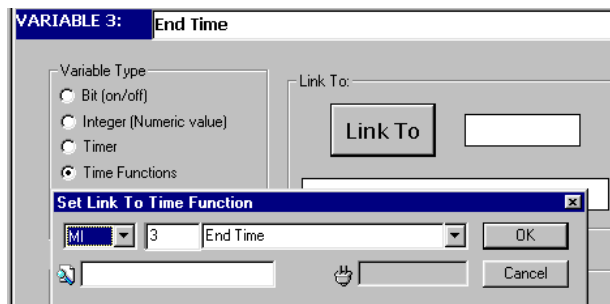 VARIABLE 3: End Time
Variable Type
Link To:
Bit (on/off)
Integer (Numeric value)
Link To
Timer
Time Functions
Set Link To Time Function
MI 3 End Time OK
Cancel